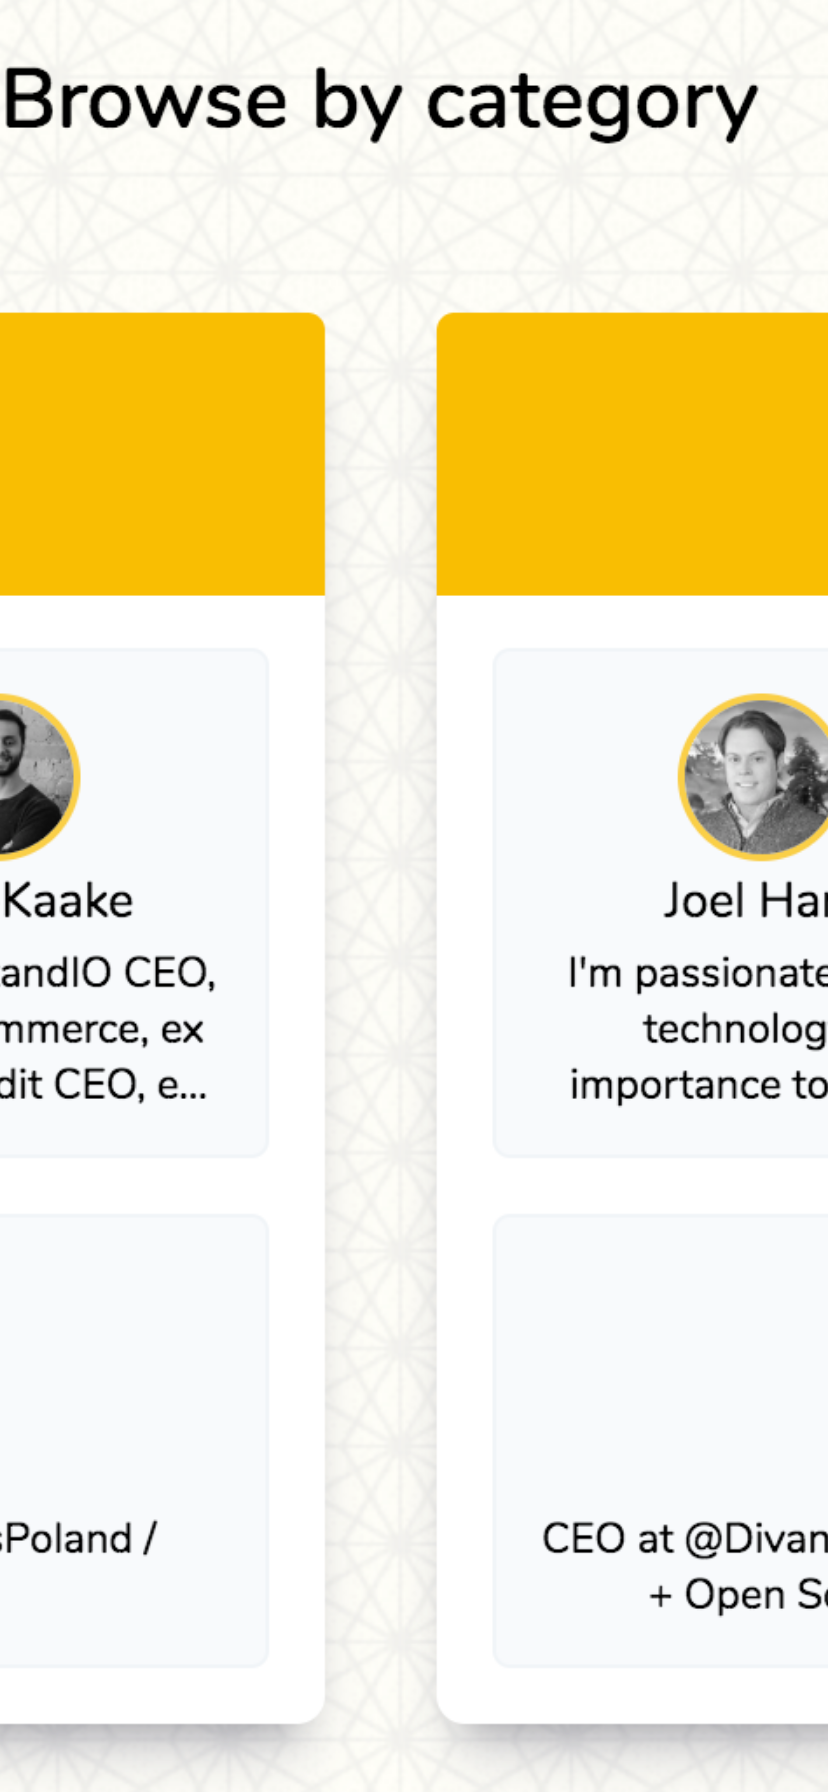 Browse by category
Kaake
andIO CEO,
mmerce, ex
dit CEO, e...
sPoland /
Joel Har
I'm passionate
technolog
importance to
CEO at @Divan
+ Open So